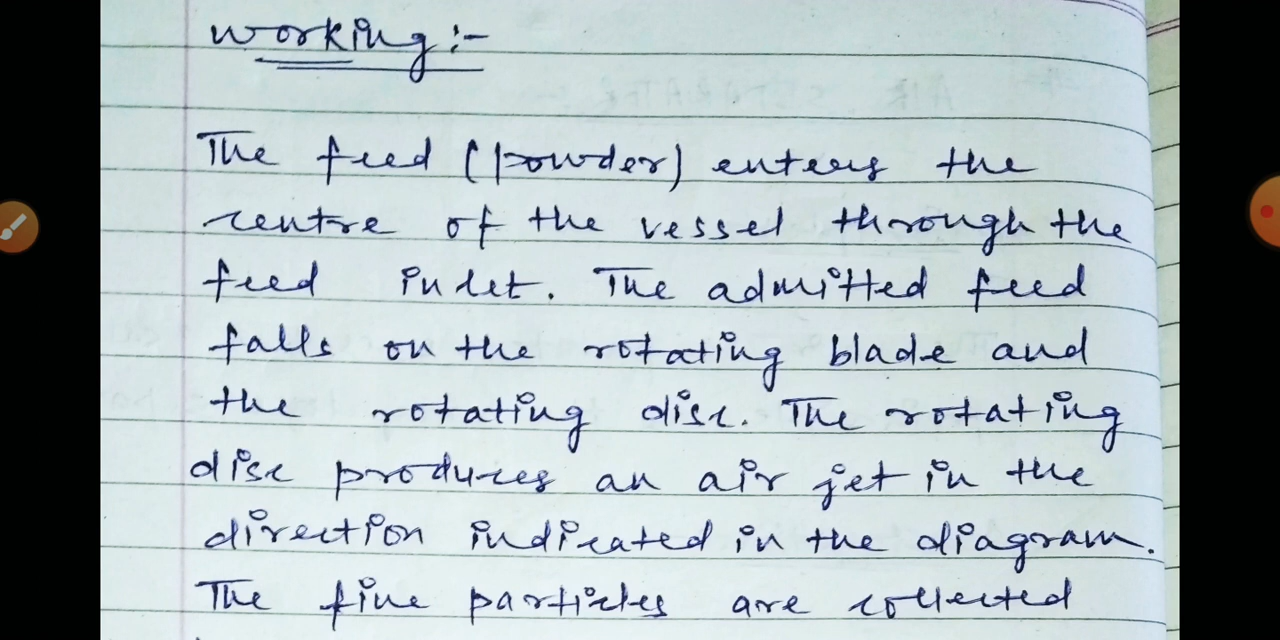 working :-
The feed (powder) enters the
centre of the vessel through the
feed inlet. The admitted feed
falls on the rotating blade and
the rotating disc. The rotating
disc produces an air jet in the
direction indicated in the diagram.
The fine particles are collected